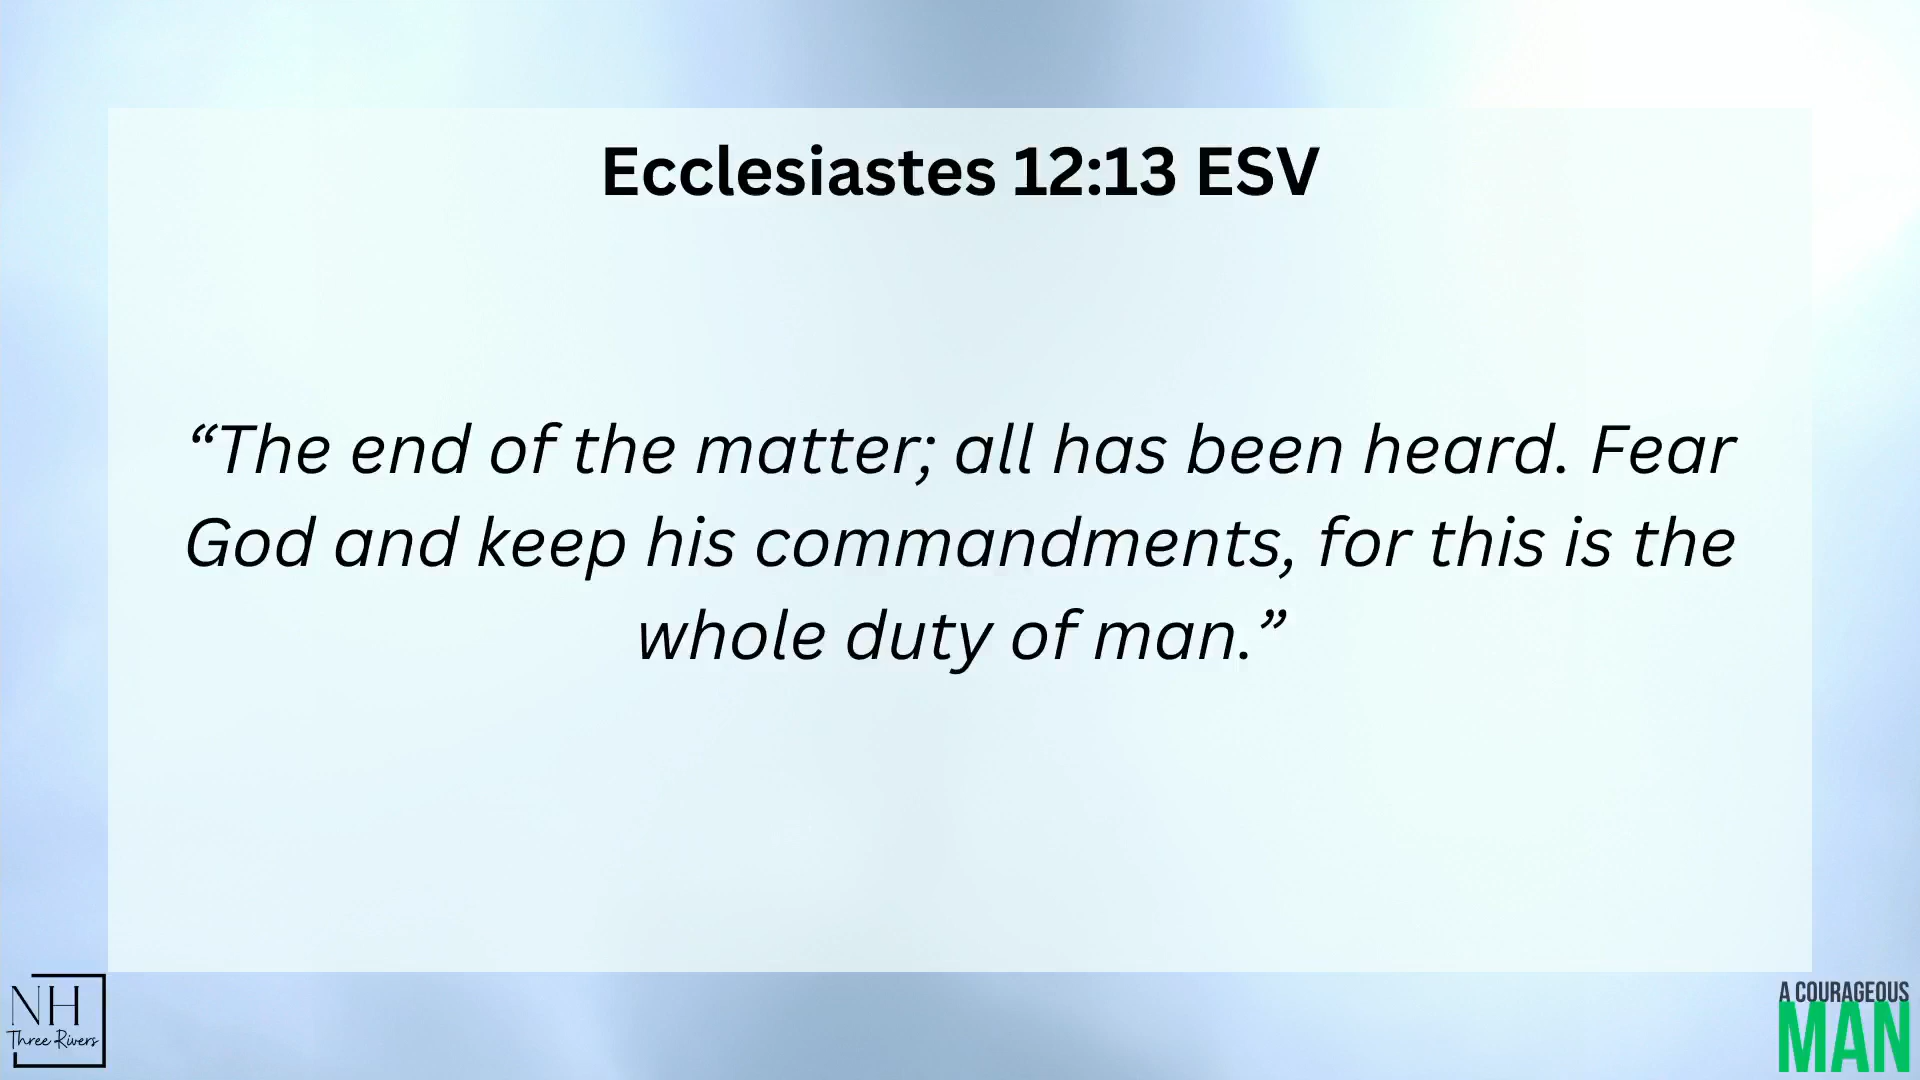 Ecclesiastes 12:13 ESV
“The end of the matter; all has been heard. Fear
God and keep his commandments, for this is the
whole duty of man.”
NH
Three Rivers
A COURAGEOUS
MAN